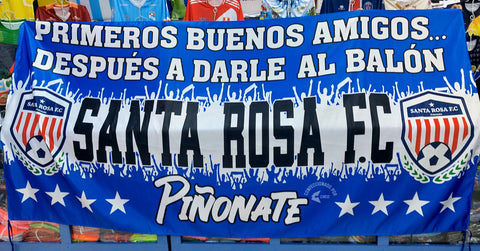 PRIMEROS BUENOS AMIGOS...
DESPUÉS A DARLE AL BALÓN
SANTA ROSA F.C
SANTA ROSA F.C
SANTA ROSA F.C
PIÑONATE